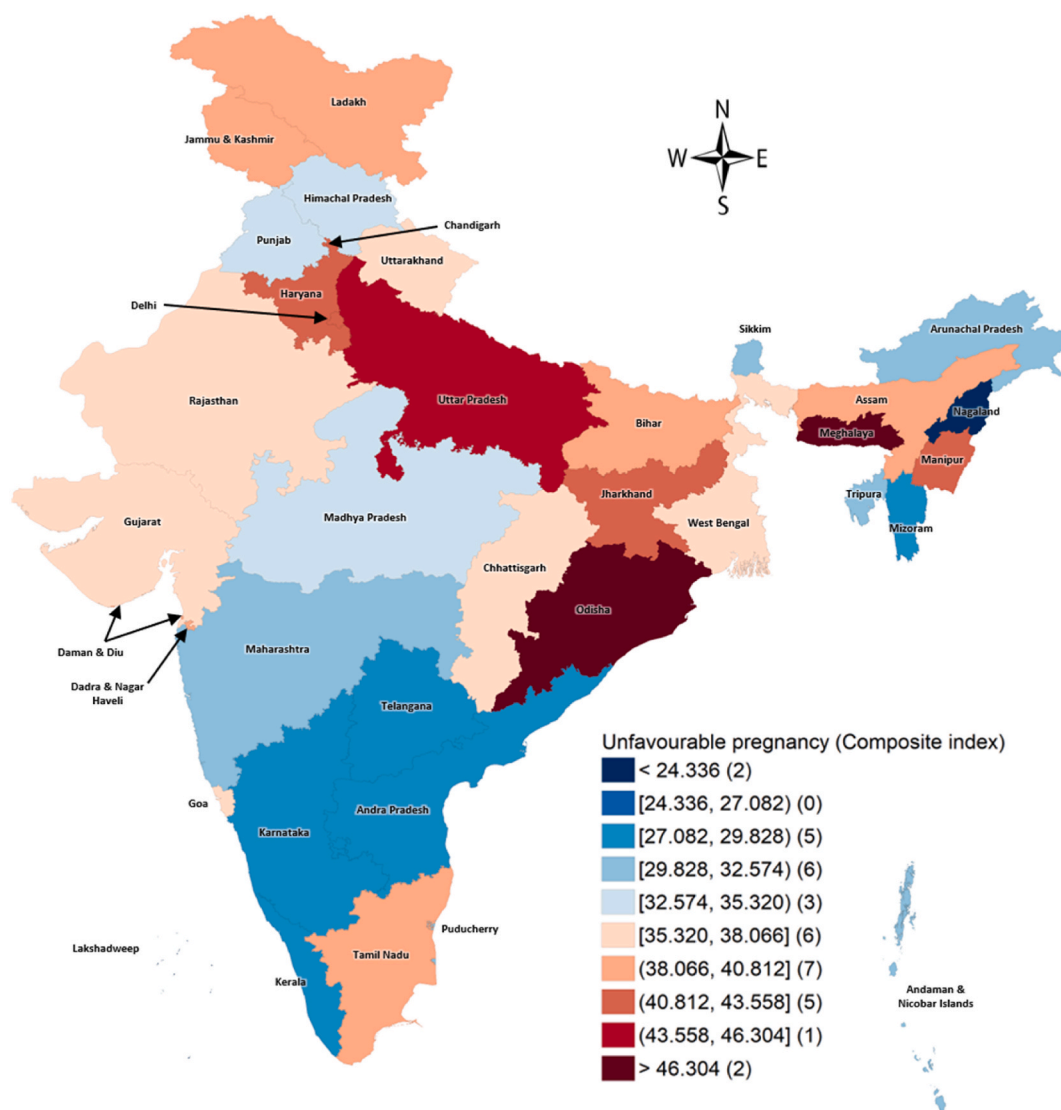 N
W E
S
Ladakh
Jammu & Kashmir
Himachal Pradesh
Chandigarh
Punjab
Uttarakhand
Haryana
Delhi
Sikkim
Arunachal Pradesh
Rajasthan
Uttar Pradesh
Bihar
Assam
Nagaland
Meghalaya
Manipur
Jharkhand
Tripura
Gujarat
Madhya Pradesh
West Bengal
Mizoram
Chhattisgarh
Odisha
Daman & Diu
Maharashtra
Dadra & Nagar
Haveli
Telangana
Goa
Andra Pradesh
Karnataka
Puducherry
Lakshadweep
Tamil Nadu
Kerala
Andaman &
Nicobar Islands
Unfavourable pregnancy (Composite index)
< 24.336 (2)
[24.336, 27.082) (0)
[27.082, 29.828) (5)
[29.828, 32.574) (6)
[32.574, 35.320) (3)
[35.320, 38.066] (6)
(38.066, 40.812] (7)
(40.812, 43.558] (5)
(43.558, 46.304] (1)
> 46.304 (2)